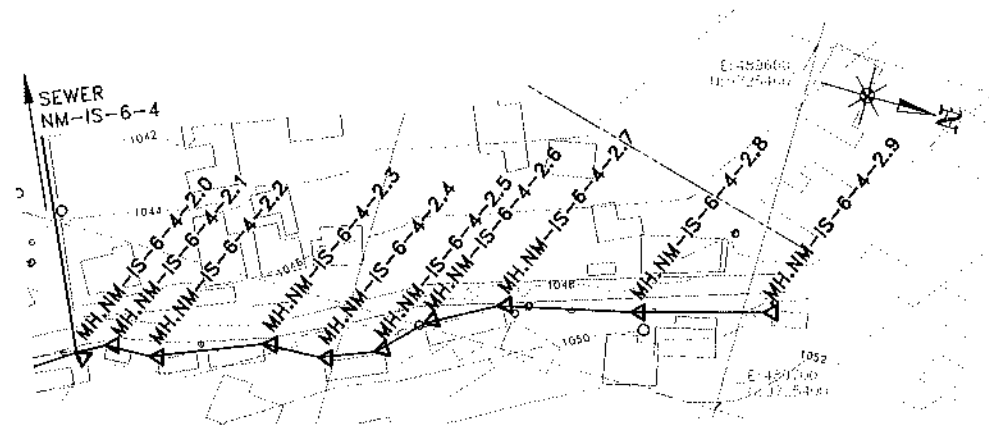 SEWER
NM-IS-6-4
1042
1044
1046
1048
1050
1052
MH.NM-IS-6-4-2.0
MH.NM-IS-6-4-2.1
MH.NM-IS-6-4-2.2
MH.NM-IS-6-4-2.3
MH.NM-IS-6-4-2.4
MH.NM-IS-6-4-2.5
MH.NM-IS-6-4-2.6
MH.NM-IS-6-4-2.7
MH.NM-IS-6-4-2.8
MH.NM-IS-6-4-2.9
N